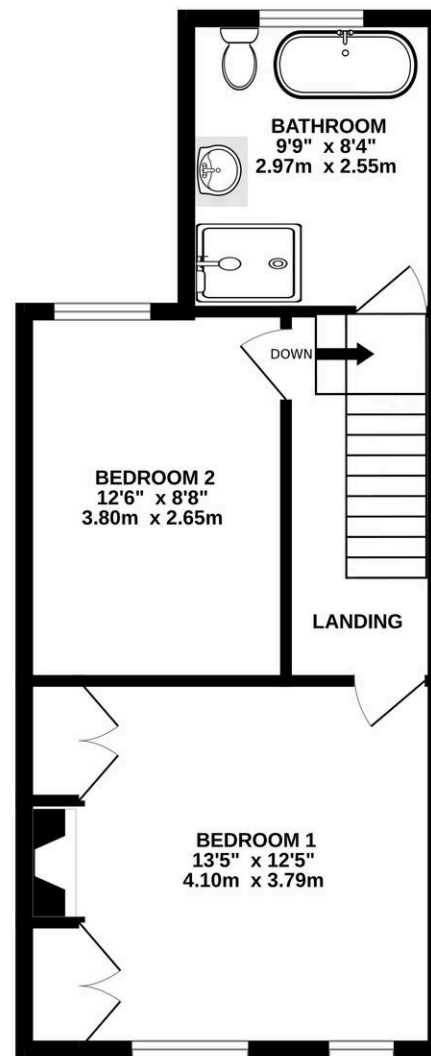 BATHROOM
9'9" x 8'4"
2.97m x 2.55m
DOWN
BEDROOM 2
12'6" x 8'8"
3.80m x 2.65m
LANDING
BEDROOM 1
13'5" x 12'5"
4.10m x 3.79m